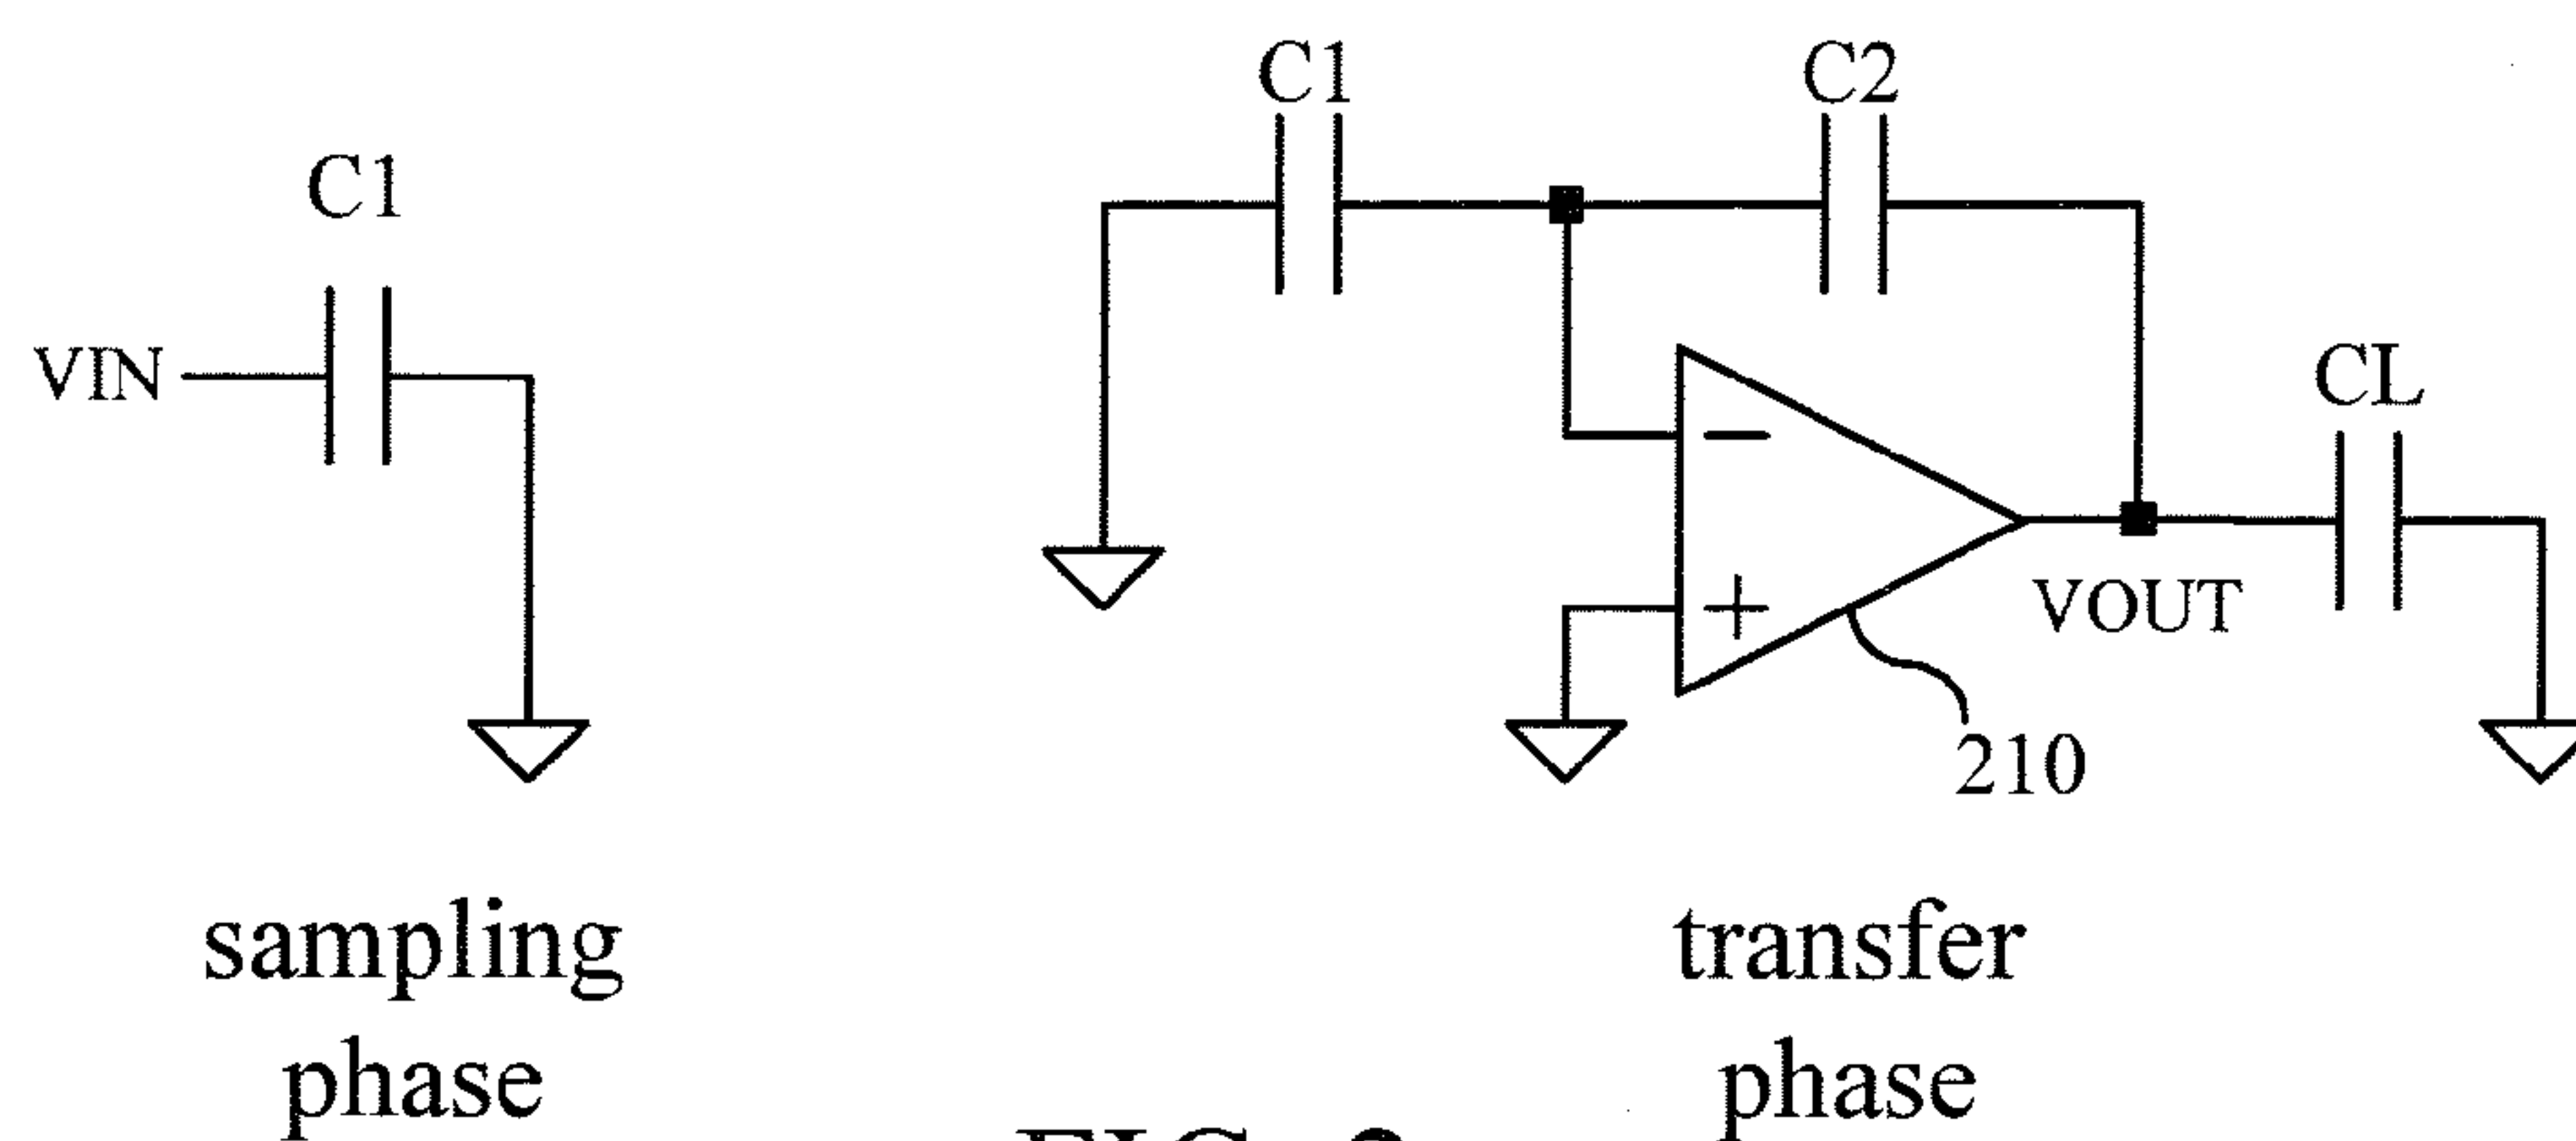 C1
VIN
sampling
phase
C1
C2
−
+
CL
VOUT
210
transfer
phase